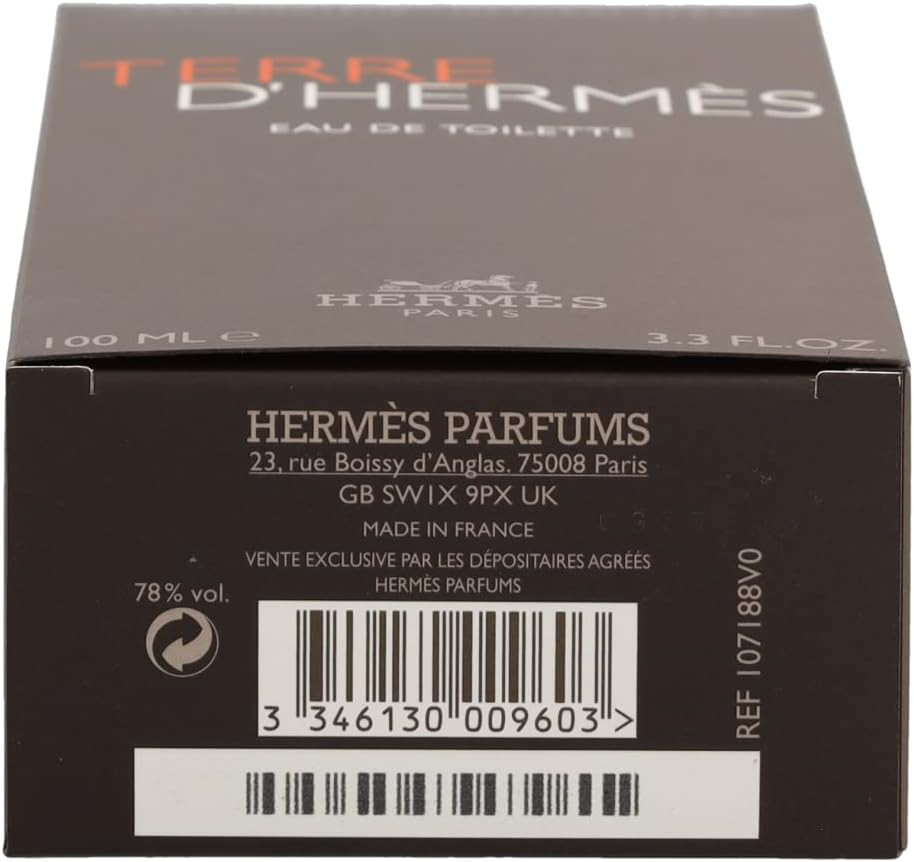 TERRE
D'HERMÈS
EAU DE TOILETTE
HERMÈS
PARIS
100 ML ℮
3.3 FL.OZ.
HERMÈS PARFUMS
23, rue Boissy d'Anglas. 75008 Paris
GB SW1X 9PX UK
MADE IN FRANCE
VENTE EXCLUSIVE PAR LES DÉPOSITAIRES AGRÉÉS
HERMÈS PARFUMS
78% vol.
3 346130 009603 >
REF 107188V0